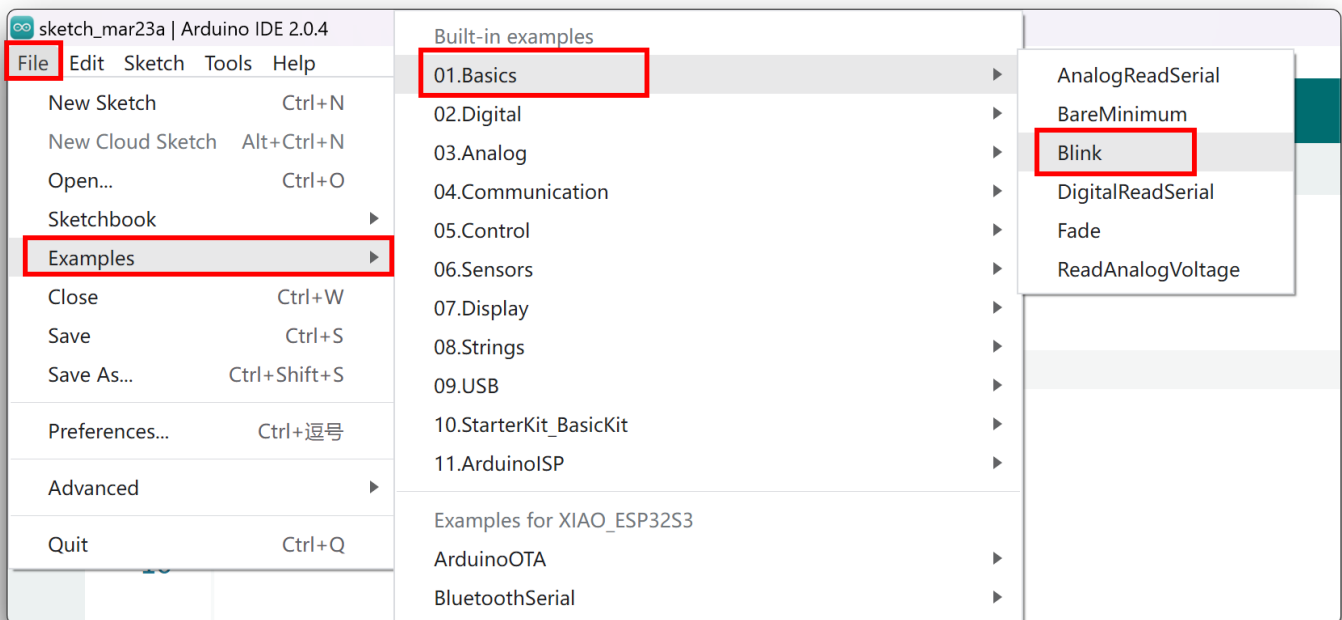 sketch_mar23a | Arduino IDE 2.0.4
File Edit Sketch Tools Help
New Sketch Ctrl+N
New Cloud Sketch Alt+Ctrl+N
Open... Ctrl+O
Sketchbook
Examples
Close Ctrl+W
Save Ctrl+S
Save As... Ctrl+Shift+S
Preferences... Ctrl+逗号
Advanced
Quit Ctrl+Q
Built-in examples
01.Basics
02.Digital
03.Analog
04.Communication
05.Control
06.Sensors
07.Display
08.Strings
09.USB
10.StarterKit_BasicKit
11.ArduinoISP
Examples for XIAO_ESP32S3
ArduinoOTA
BluetoothSerial
AnalogReadSerial
BareMinimum
Blink
DigitalReadSerial
Fade
ReadAnalogVoltage